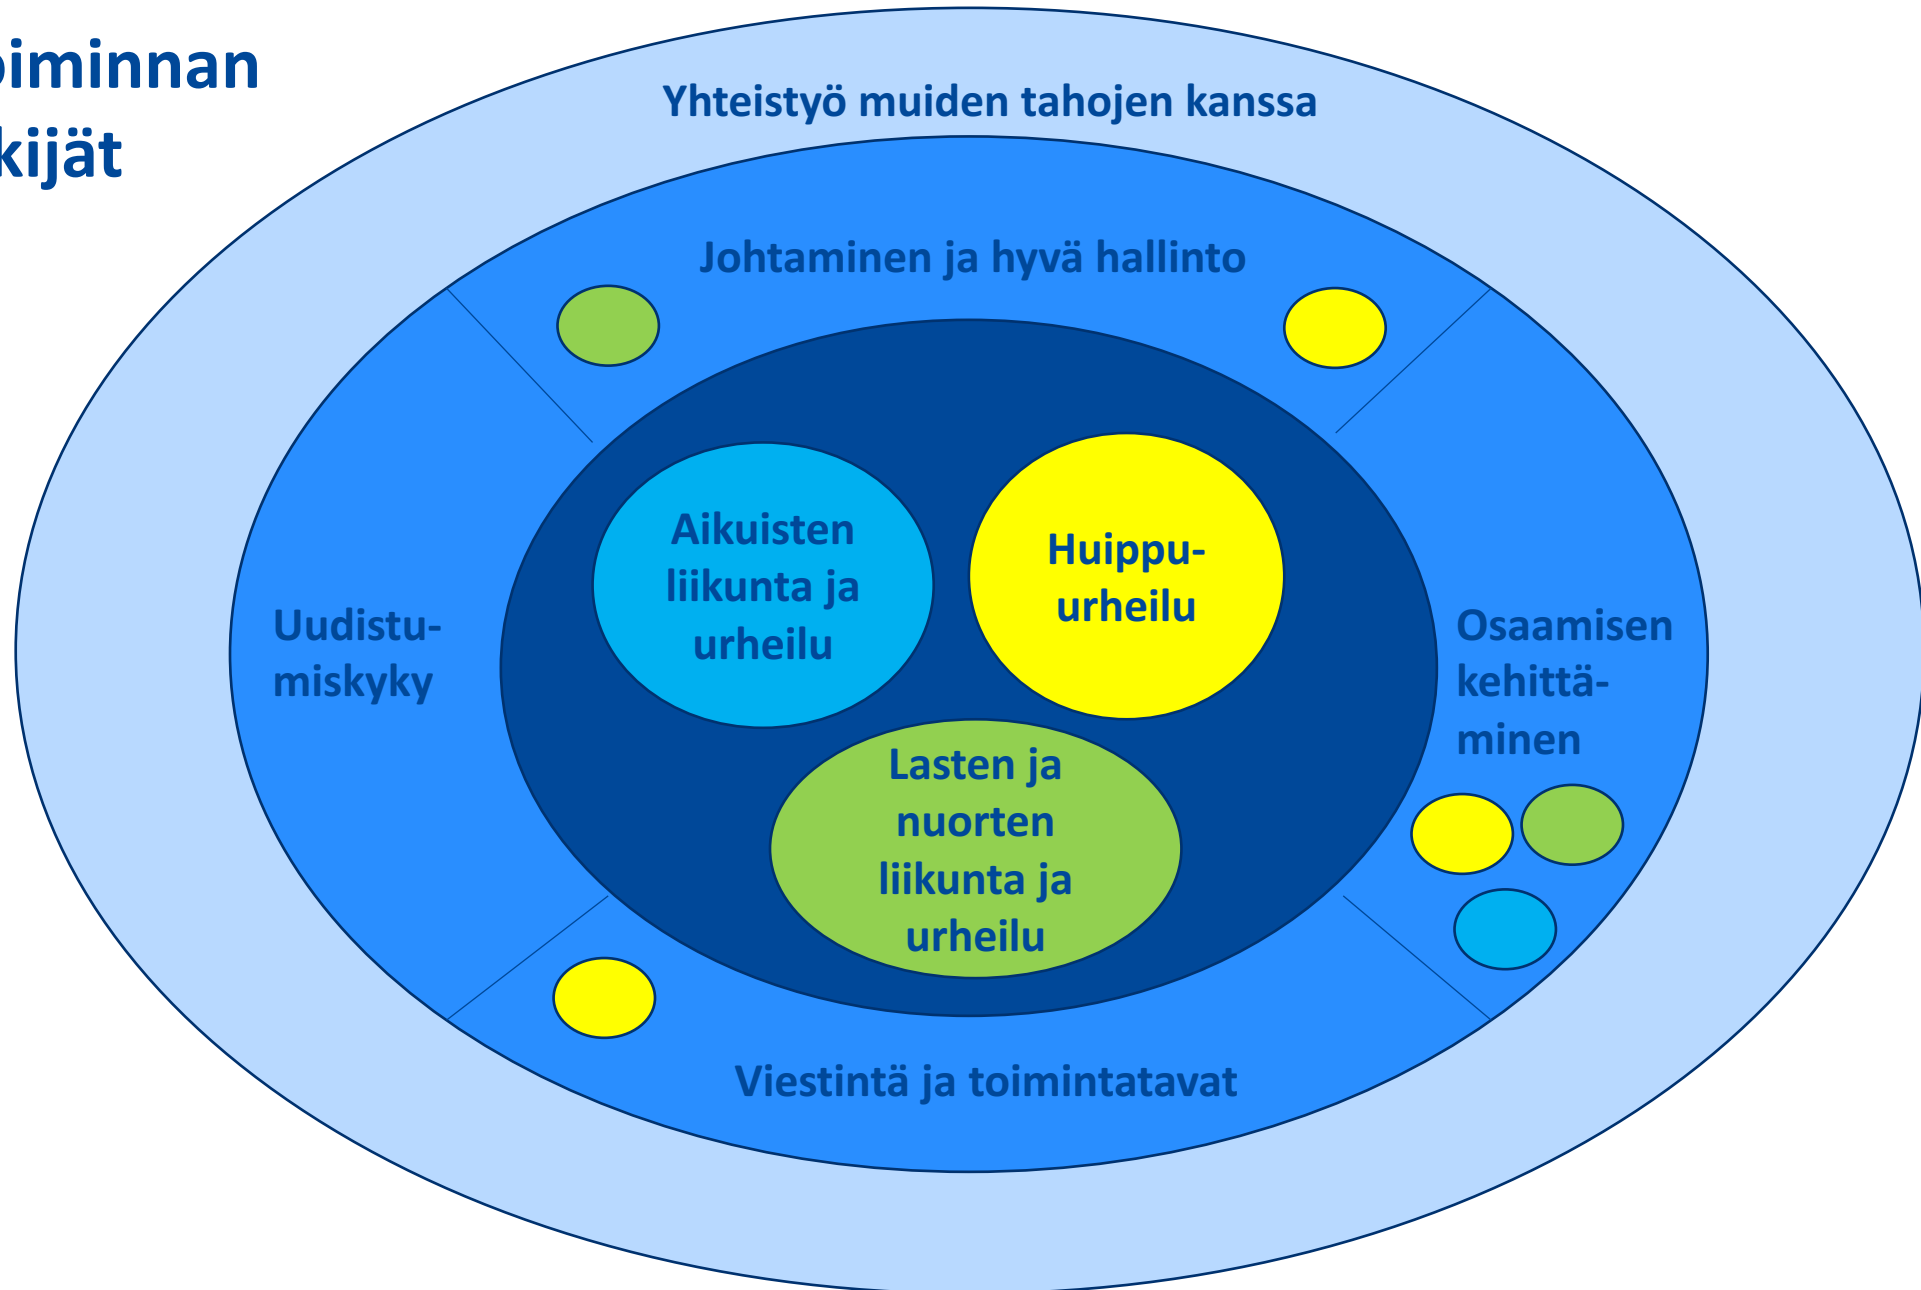 oiminnan
kijät
Yhteistyö muiden tahojen kanssa
Johtaminen ja hyvä hallinto
Aikuisten
liikunta ja
urheilu
Huippu-
urheilu
Uudistu-
miskyky
Osaamisen
kehittä-
minen
Lasten ja
nuorten
liikunta ja
urheilu
Viestintä ja toimintatavat